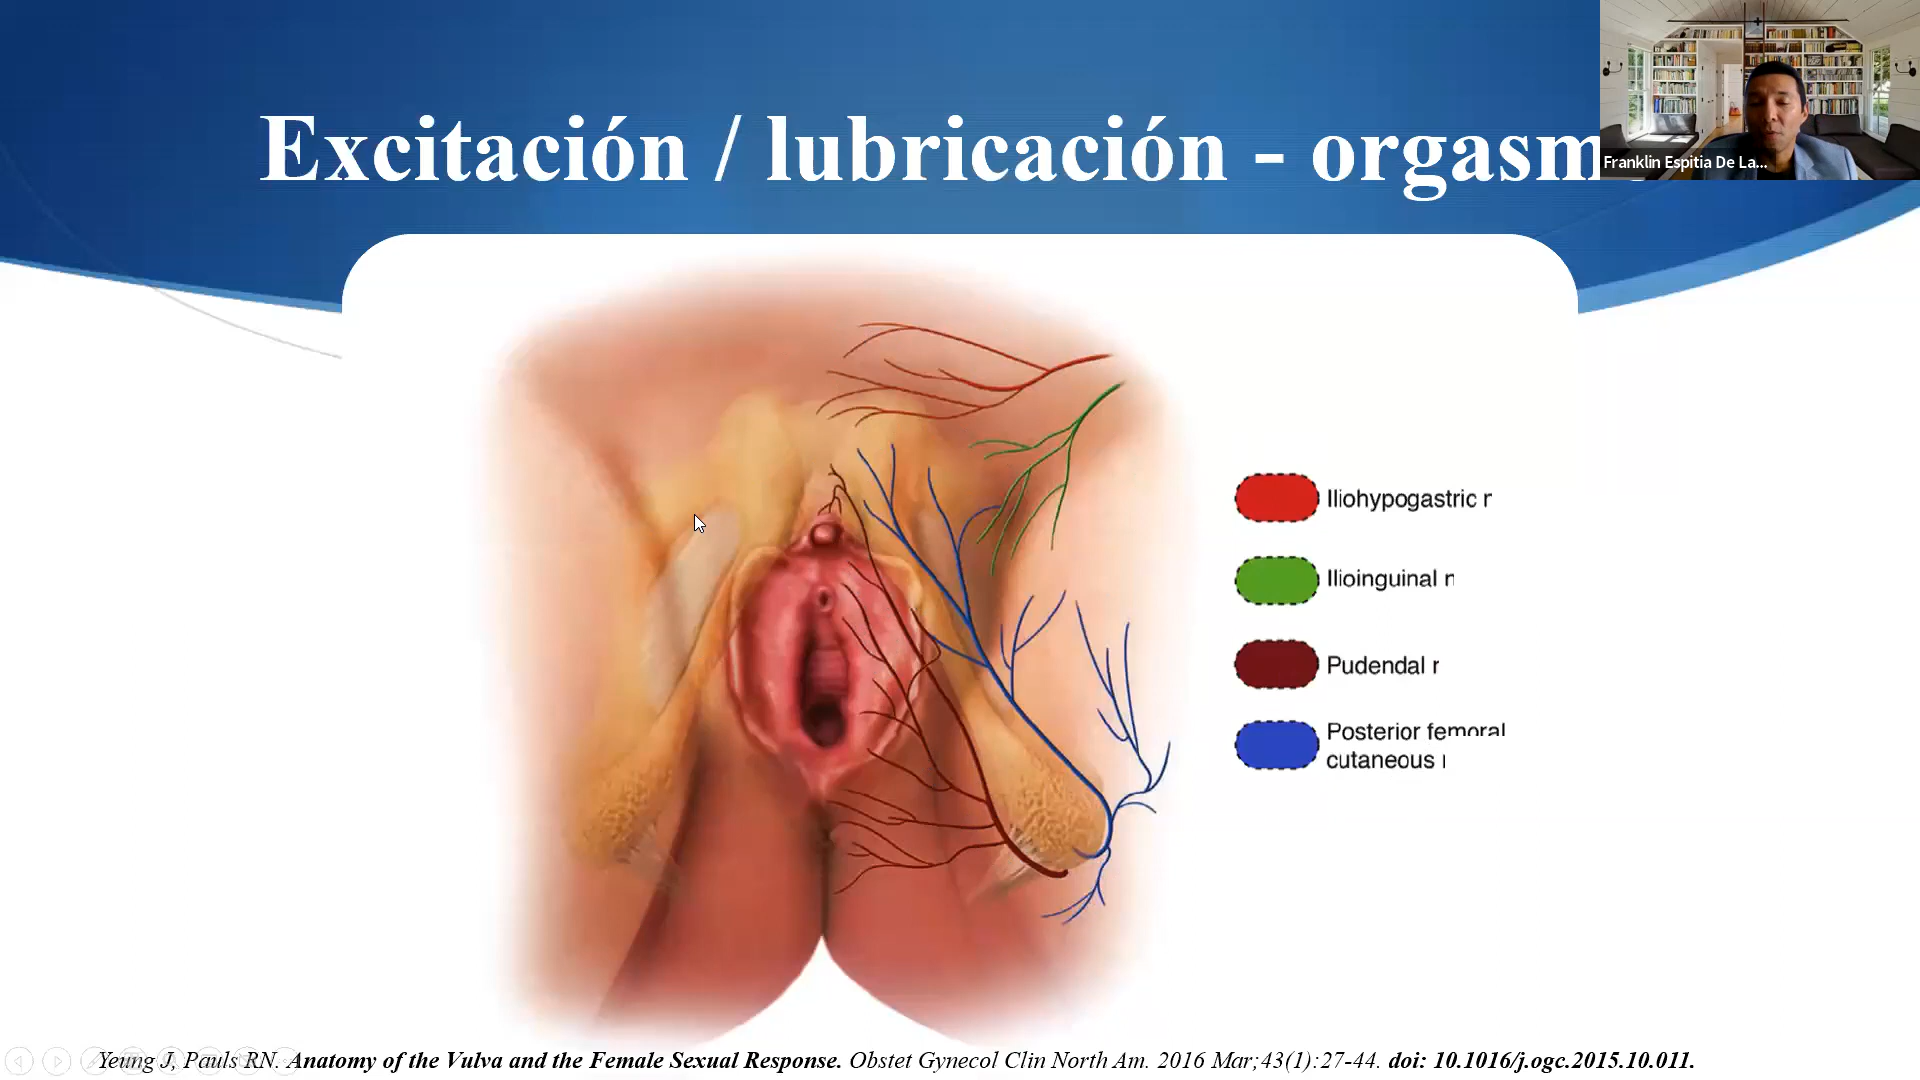 Excitación / lubricación - orgasm
Franklin Espitia De La...
Iliohypogastric n
Ilioinguinal n
Pudendal n
Posterior femoral
cutaneous
Yeung J, Pauls RN. Anatomy of the Vulva and the Female Sexual Response. Obstet Gynecol Clin North Am. 2016 Mar;43(1):27-44. doi: 10.1016/j.ogc.2015.10.011.